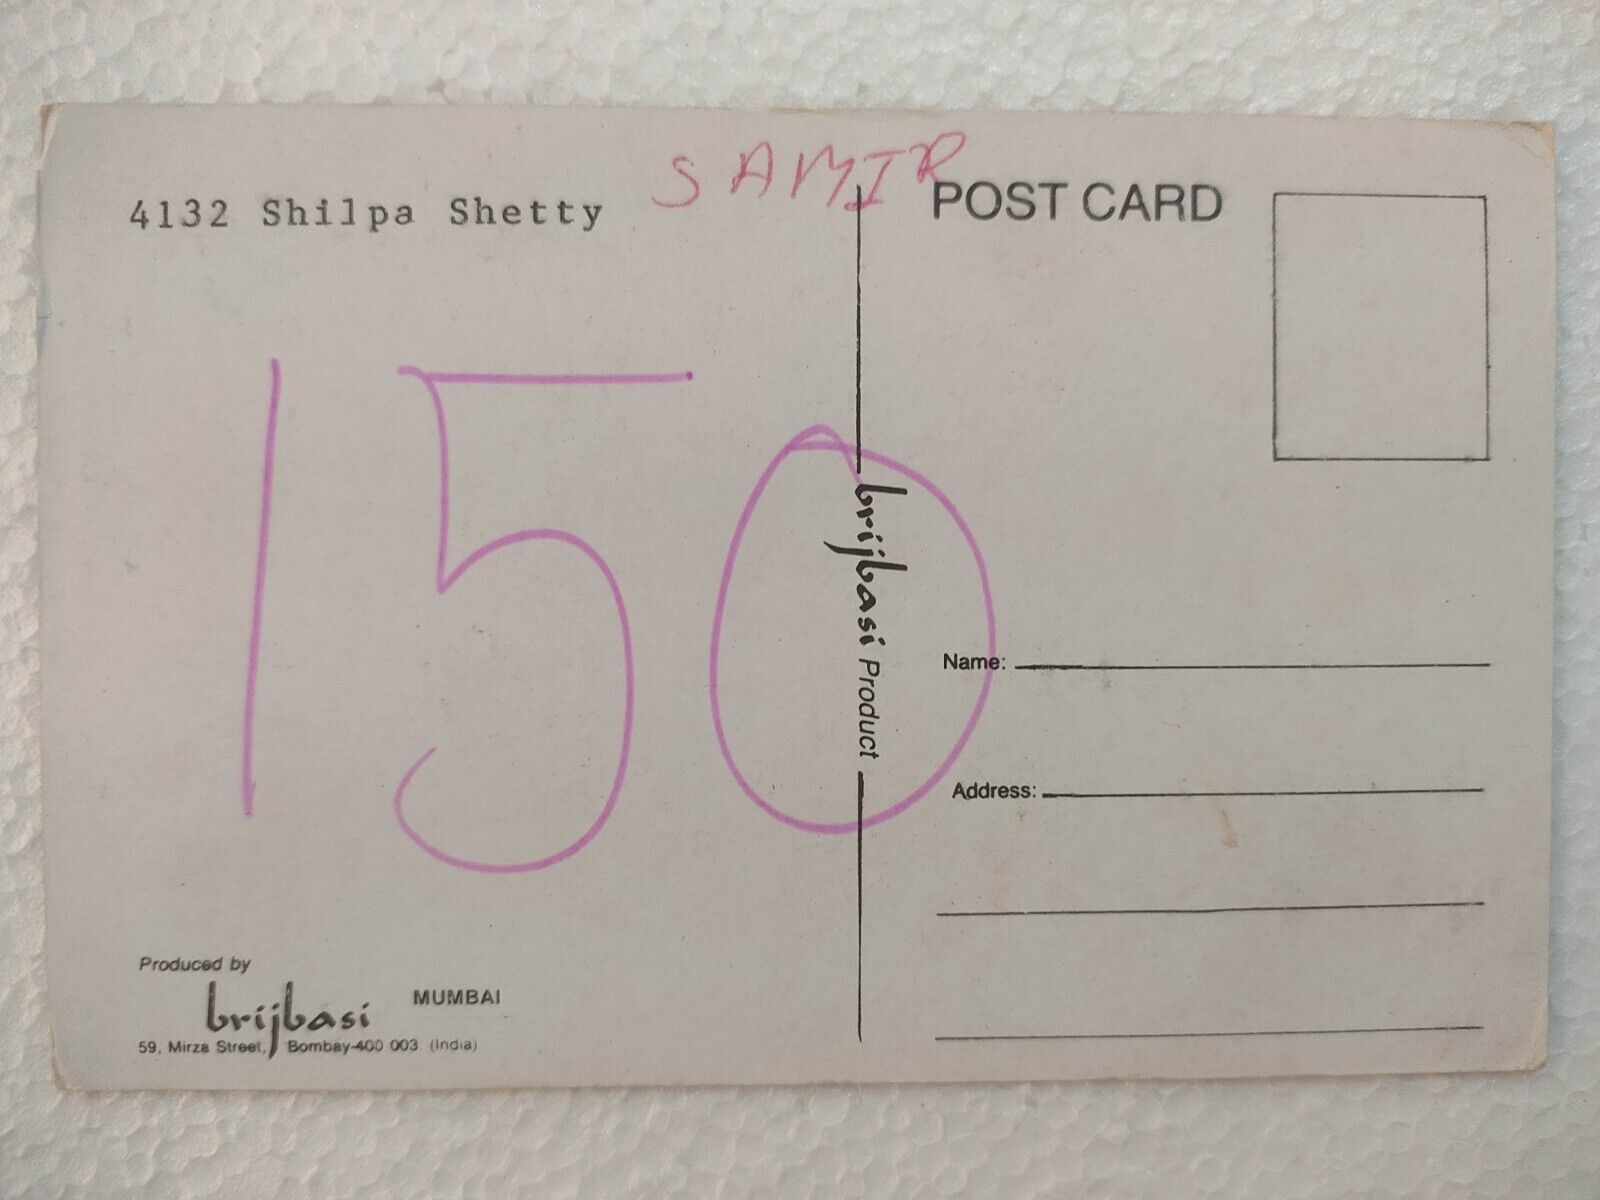 SAMIR
4132 Shilpa Shetty
POST CARD
150
brijbasi Product
Name:
Address:
Produced by
brijbasi MUMBAI
59, Mirza Street, Bombay-400 003 (India)